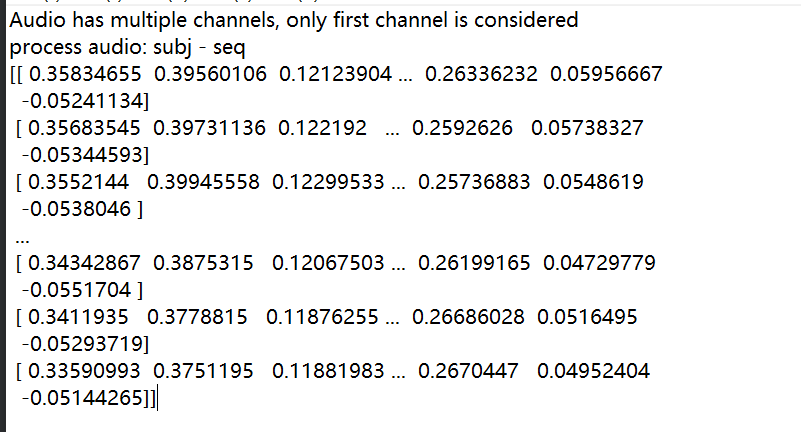 Audio has multiple channels, only first channel is considered
process audio: subj - seq
[[ 0.35834655 0.39560106 0.12123904 ... 0.26336232 0.05956667
-0.05241134]
[ 0.35683545 0.39731136 0.122192 ... 0.2592626 0.05738327
-0.05344593]
[ 0.3552144 0.39945558 0.12299533 ... 0.25736883 0.0548619
-0.0538046 ]
...
[ 0.34342867 0.3875315 0.12067503 ... 0.26199165 0.04729779
-0.0551704 ]
[ 0.3411935 0.3778815 0.11876255 ... 0.26686028 0.0516495
-0.05293719]
[ 0.33590993 0.3751195 0.11881983 ... 0.2670447 0.04952404
-0.05144265]]